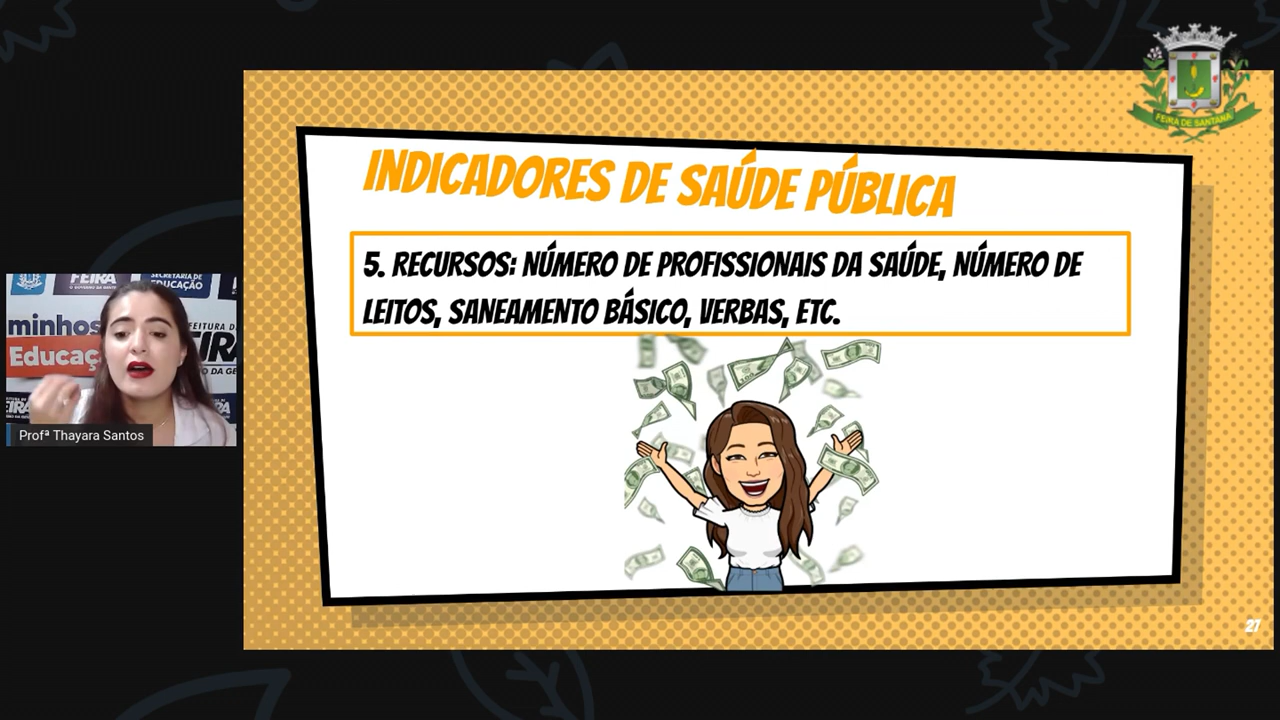 FEIRA DE SANTANA
INDICADORES DE SAÚDE PÚBLICA
5. RECURSOS: NÚMERO DE PROFISSIONAIS DA SAÚDE, NÚMERO DE
LEITOS, SANEAMENTO BÁSICO, VERBAS, ETC.
FEIRA
SECRETARIA DE
EDUCAÇÃO
minhos
Educaç
Profª Thayara Santos
27